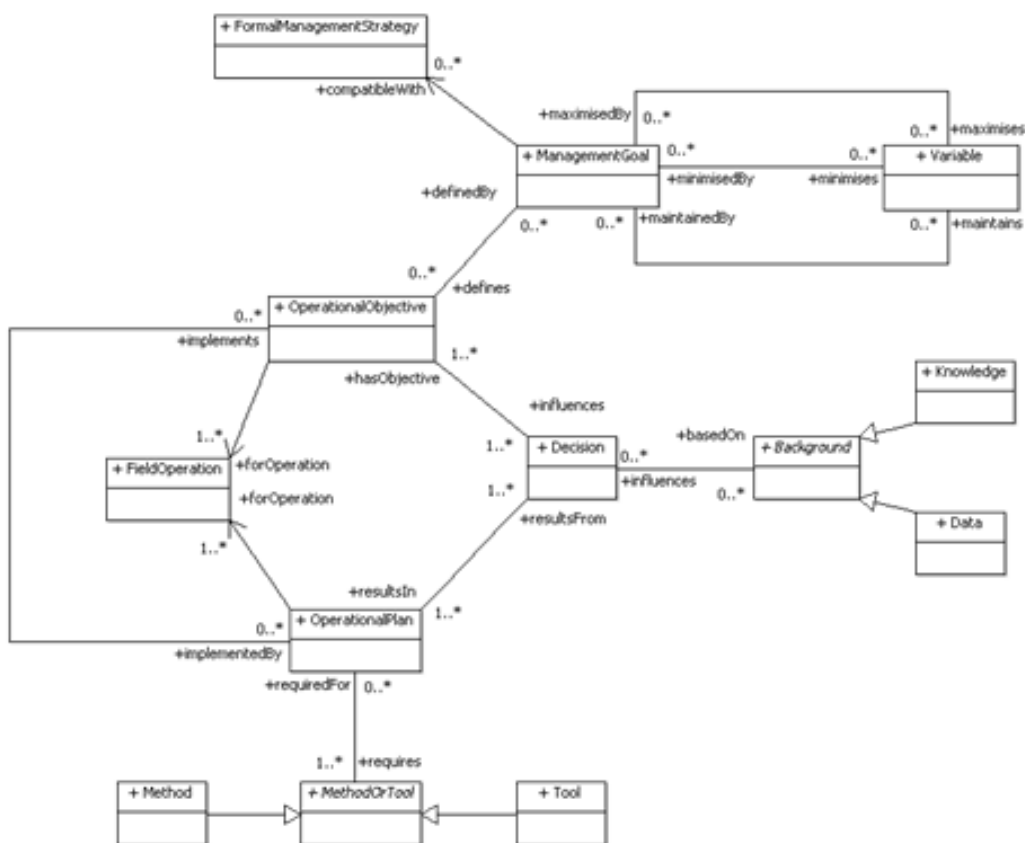 + FormalManagementStrategy
0..*
+compatibleWith
+maximisedBy
0..*
0..*
+maximises
+ ManagementGoal
0..*
0..*
+ Variable
+minimisedBy
+minimises
+definedBy
0..*
0..*
+maintainedBy
0..*
+maintains
0..*
+defines
+ OperationalObjective
0..*
+implements
1..*
+hasObjective
+ Knowledge
+influences
+basedOn
1..*
1..*
+ Decision
0..*
+ Background
+ FieldOperation
+forOperation
+influences
+forOperation
1..*
0..*
+resultsFrom
+ Data
1..*
+resultsIn
0..*
+ OperationalPlan
1..*
+implementedBy
+requiredFor
0..*
1..*
+requires
+ Method
+ MethodOrTool
+ Tool